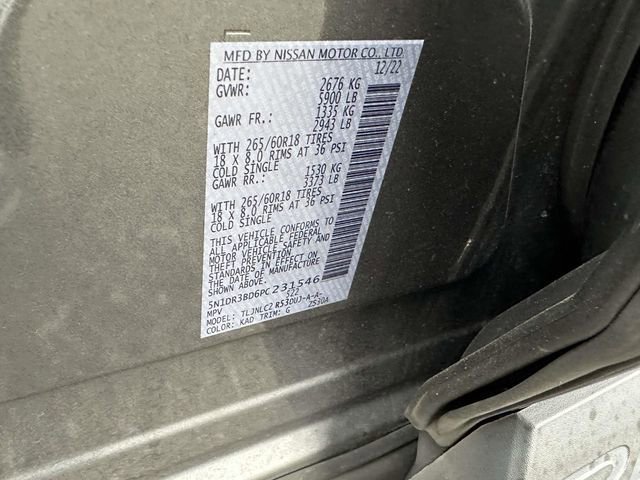 MFD BY NISSAN MOTOR CO., LTD
DATE: 12/22
GVWR: 2676 KG
5900 LB
GAWR FR.: 1335 KG
2943 LB
WITH 265/60R18 TIRES
18 X 8.0 RIMS AT 36 PSI
COLD SINGLE
GAWR RR.: 1530 KG
3373 LB
WITH 265/60R18 TIRES
18 X 8.0 RIMS AT 36 PSI
COLD SINGLE
THIS VEHICLE CONFORMS TO
ALL APPLICABLE FEDERAL
MOTOR VEHICLE SAFETY AND
THEFT PREVENTION
STANDARDS IN EFFECT ON
THE DATE OF MANUFACTURE
SHOWN ABOVE.
5N1DR3BD6PC231546
MPV S22
MODEL: TLJNLC2 R53DUJ-A-A-
COLOR: KAD TRIM: G 2530A